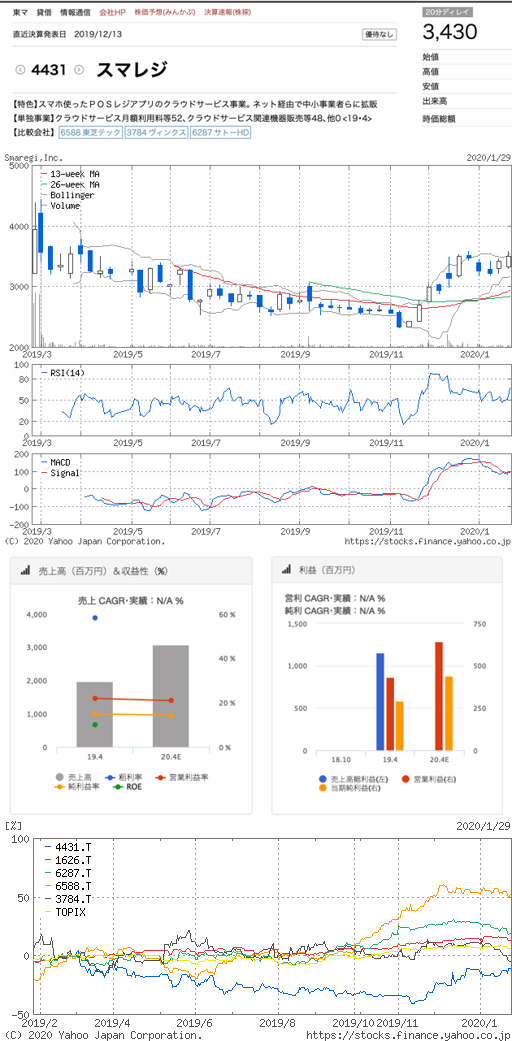 東マ 貸借 情報通信 会社HP 株価予想(みんかぶ) 決算速報(株探)
20分ディレイ
直近決算発表日 2019/12/13
優待なし
3,430
4431
スマレジ
始値
高値
安値
出来高
時価総額
【特色】スマホ使ったPOSレジアプリのクラウドサービス事業。ネット経由で中小事業者らに拡販
【単独事業】クラウドサービス月額利用料等52、クラウドサービス関連機器販売等48、他0<19・4>
【比較会社】 6588 東芝テック 3784 ヴィンクス 6287 サトーHD
Smaregi,Inc.
2020/1/29
5000
13-week MA
26-week MA
Bollinger
Volume
4000
3000
2000
2019/3 2019/5 2019/7 2019/9 2019/11 2020/1
100
RSI(14)
50
0
2019/3 2019/5 2019/7 2019/9 2019/11 2020/1
200
MACD
Signal
100
0
-100
-200
2019/3 2019/5 2019/7 2019/9 2019/11 2020/1
(C) 2020 Yahoo Japan Corporation.
https://stocks.finance.yahoo.co.jp
売上高（百万円）＆収益性（%）
売上 CAGR・実績：N/A %
4,000
3,000
2,000
1,000
0
60 %
40 %
20 %
0 %
19.4 20.4E
売上高 粗利率 営業利益率
純利益率 ROE
利益（百万円）
営利 CAGR・実績：N/A %
純利 CAGR・実績：N/A %
1,500
1,000
500
0
750
500
250
0
18.10 19.4 20.4E
売上高総利益(左) 営業利益(右)
当期純利益(右)
[%]
2020/1/29
100
4431.T
1626.T
6287.T
6588.T
3784.T
TOPIX
50
0
-50
2019/2 2019/4 2019/6 2019/8 2019/10 2019/11 2020/1
(C) 2020 Yahoo Japan Corporation.
https://stocks.finance.yahoo.co.jp